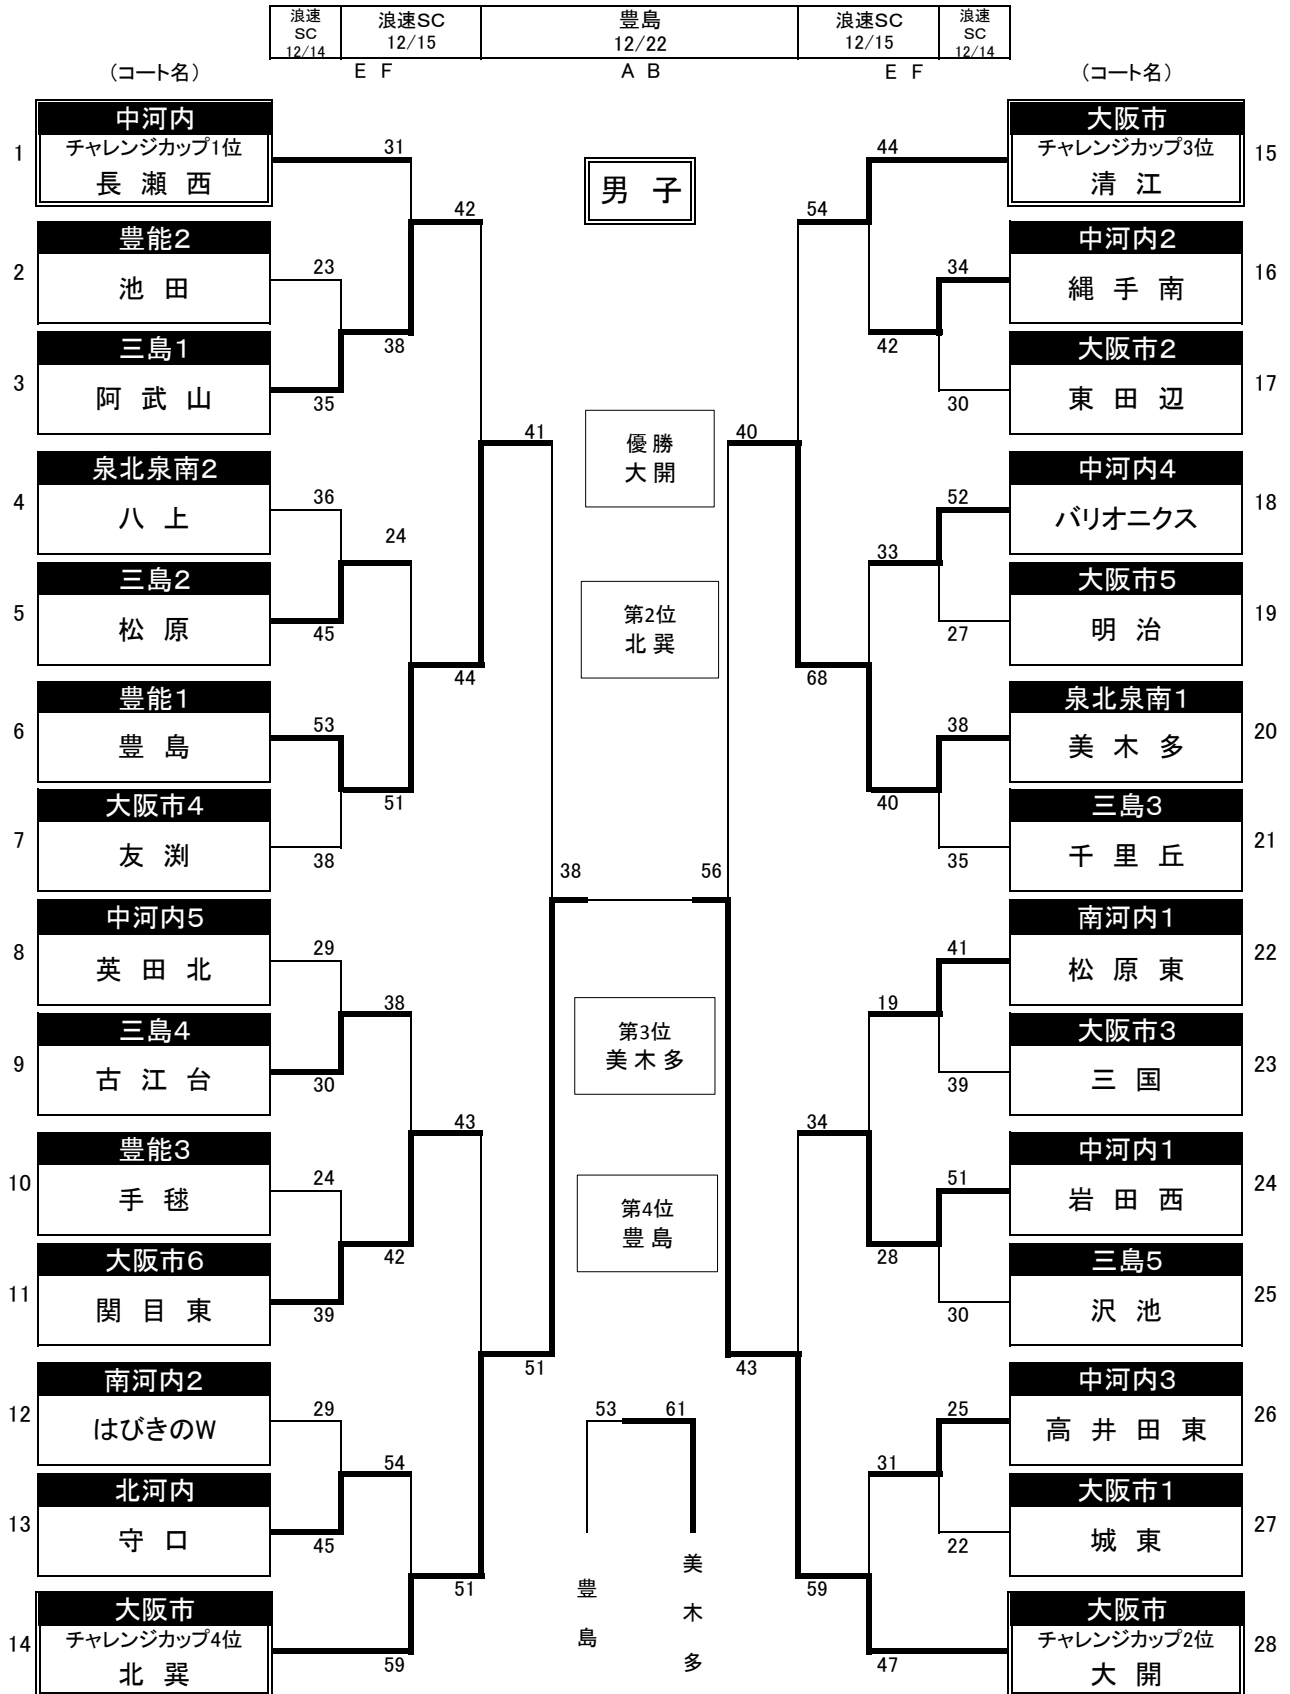 浪速
SC
12/14
浪速SC
12/15
豊島
12/22
浪速SC
12/15
浪速
SC
12/14
（コート名）
E F
A B
E F
（コート名）
男 子
1
中河内
チャレンジカップ1位
長 瀬 西
31
42
2
豊能2
池 田
23
38
3
三島1
阿 武 山
35
41
4
泉北泉南2
八 上
36
24
5
三島2
松 原
45
44
6
豊能1
豊 島
53
51
7
大阪市4
友 渕
38
38
8
中河内5
英 田 北
29
38
9
三島4
古 江 台
30
43
10
豊能3
手 毬
24
42
11
大阪市6
関 目 東
39
51
12
南河内2
はびきのW
29
54
13
北河内
守 口
45
51
14
大阪市
チャレンジカップ4位
北 巽
59
優 勝
大 開
第2位
北 巽
第3位
美 木 多
第4位
豊 島
53
61
豊 島
美 木 多
44
大阪市
チャレンジカップ3位
清 江
15
54
34
中河内2
縄 手 南
16
42
30
大阪市2
東 田 辺
17
40
52
中河内4
バリオニクス
18
33
27
大阪市5
明 治
19
68
38
泉北泉南1
美 木 多
20
40
35
三島3
千 里 丘
21
56
41
南河内1
松 原 東
22
19
39
大阪市3
三 国
23
34
51
中河内1
岩 田 西
24
28
30
三島5
沢 池
25
43
25
中河内3
高 井 田 東
26
31
22
大阪市1
城 東
27
59
47
大阪市
チャレンジカップ2位
大 開
28